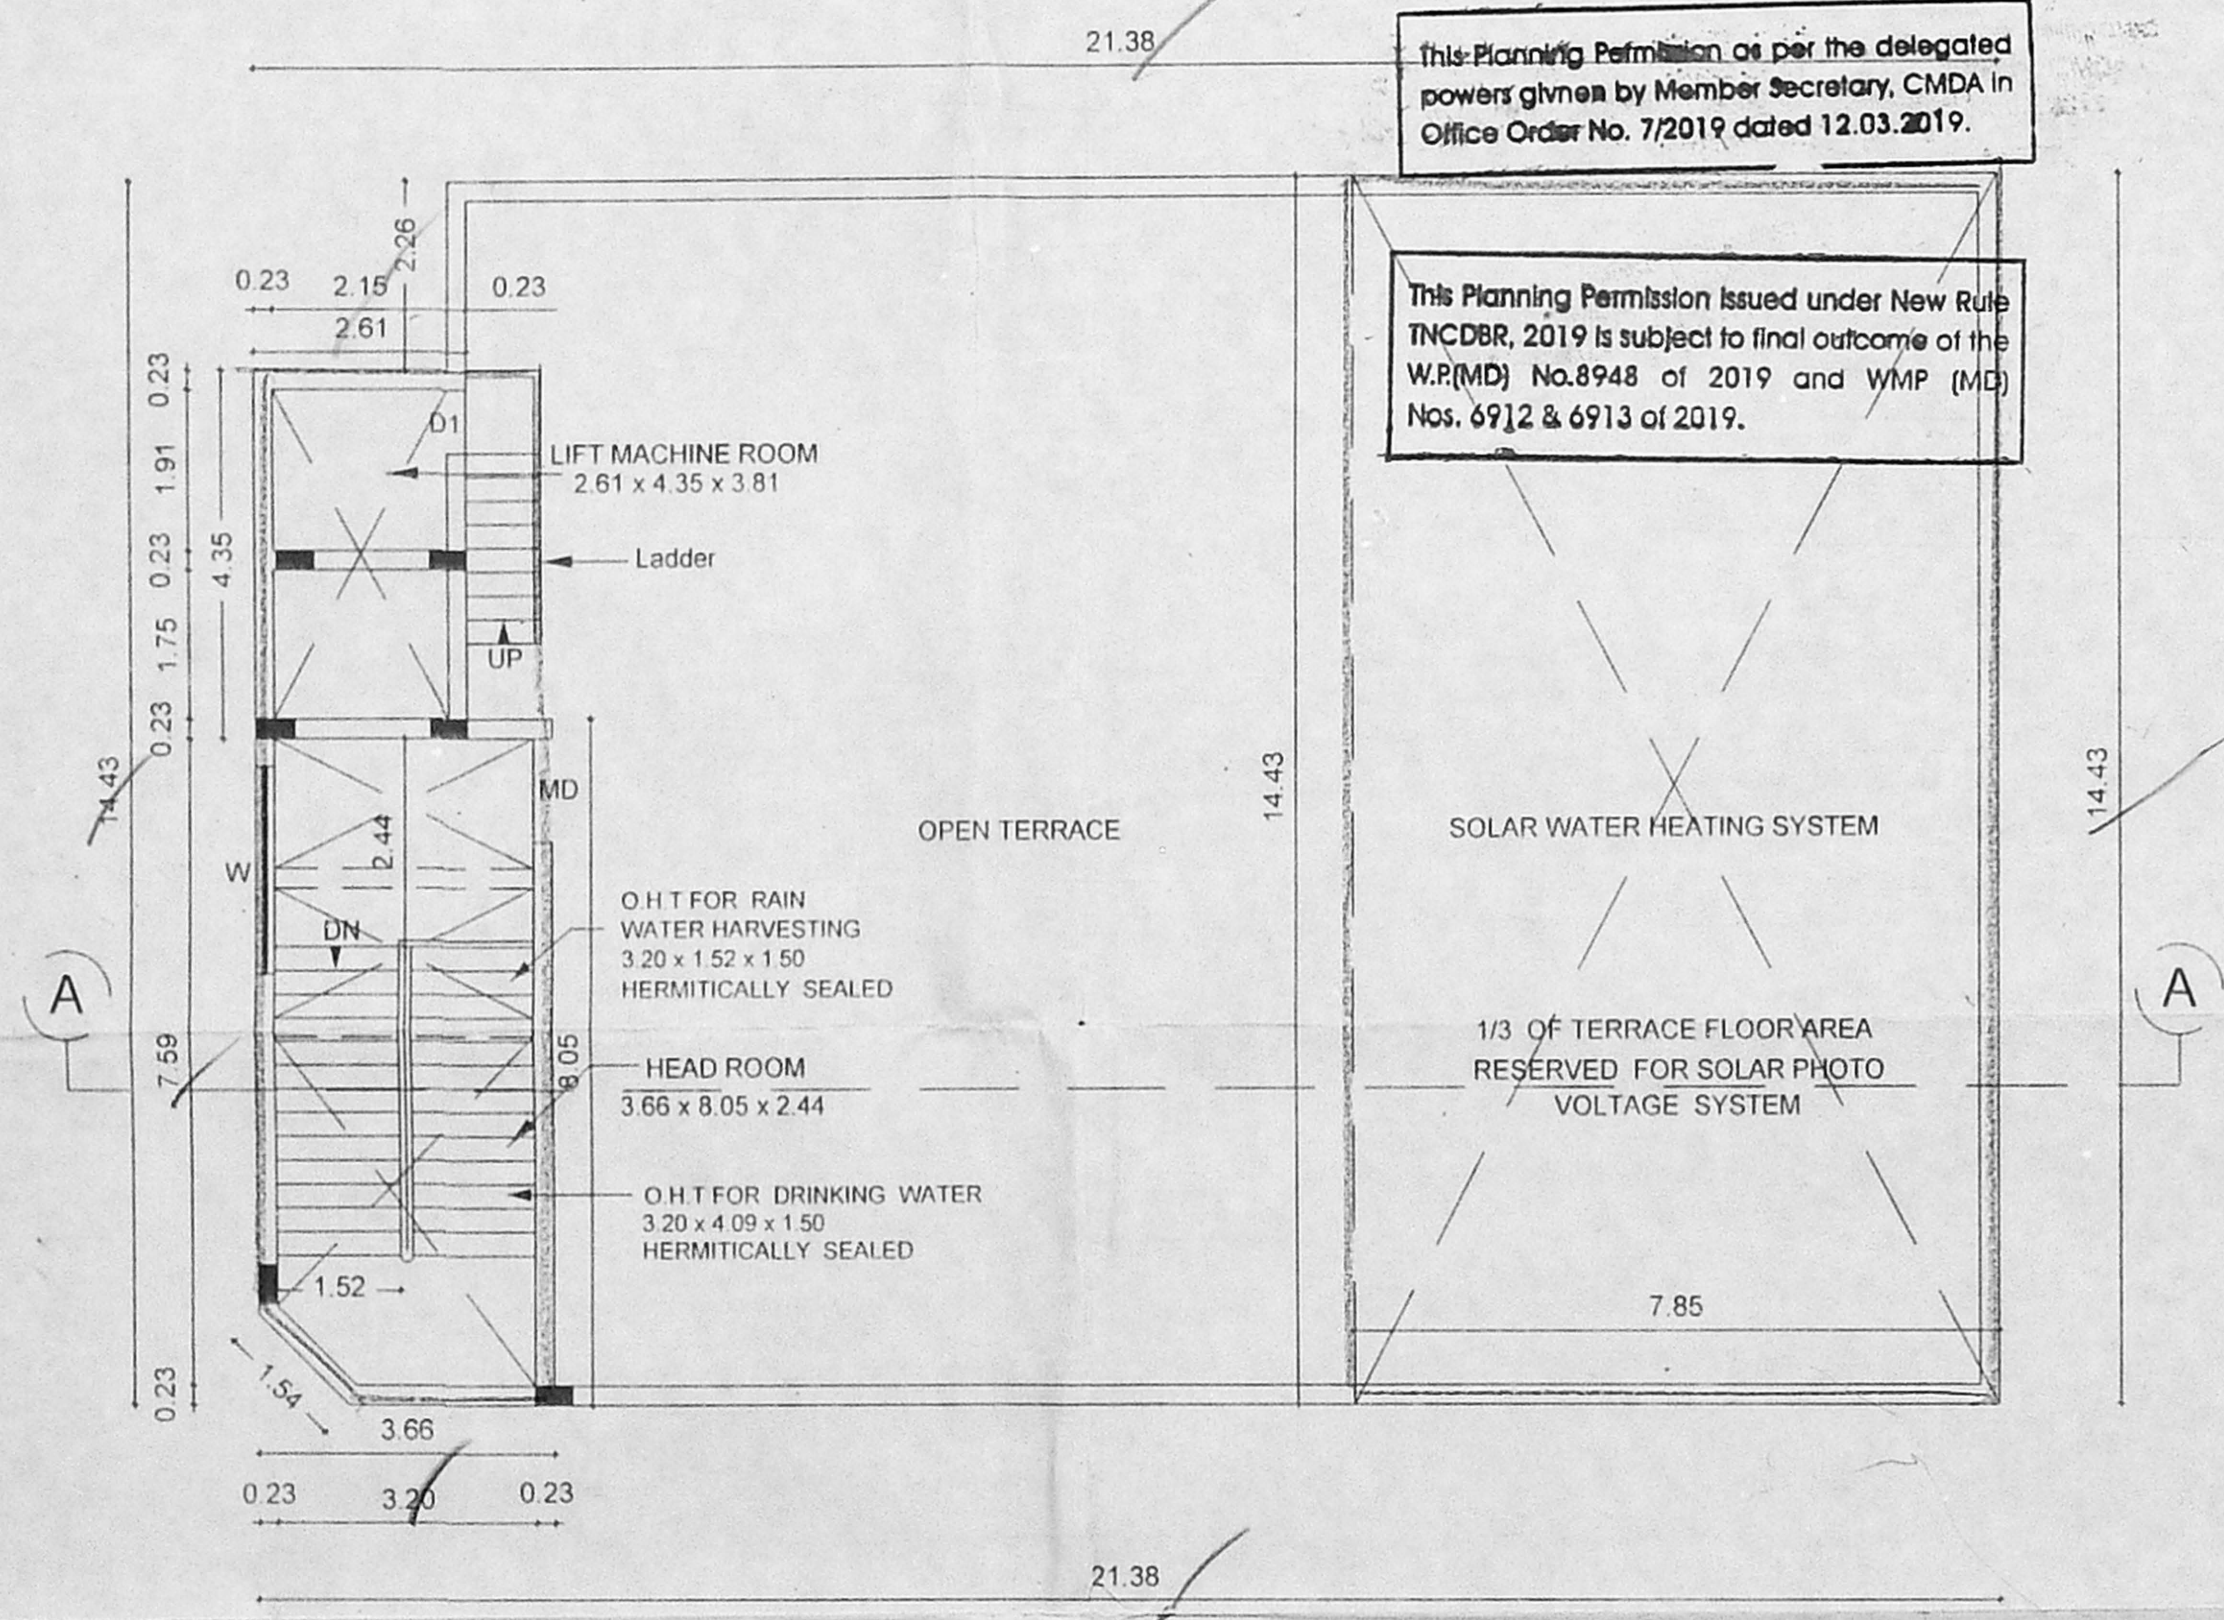 21.38
This Planning Permission as per the delegated
powers givnen by Member Secretary, CMDA in
Office Order No. 7/2019 dated 12.03.2019.
2.26
0.23 2.15 0.23
2.61
This Planning Permission issued under New Rule
TNCDBR, 2019 is subject to final outcome of the
W.P.(MD) No.8948 of 2019 and WMP (MD)
Nos. 6912 & 6913 of 2019.
0.23
1.91
0.23
1.75
0.23
4.35
D1
LIFT MACHINE ROOM
2.61 x 4.35 x 3.81
Ladder
UP
14.43
MD
2.44
W
DN
OPEN TERRACE
14.43
SOLAR WATER HEATING SYSTEM
14.43
O.H.T FOR RAIN
WATER HARVESTING
3.20 x 1.52 x 1.50
HERMITICALLY SEALED
A
A
7.59
8.05
HEAD ROOM
3.66 x 8.05 x 2.44
1/3 OF TERRACE FLOOR AREA
RESERVED FOR SOLAR PHOTO
VOLTAGE SYSTEM
O.H.T FOR DRINKING WATER
3.20 x 4.09 x 1.50
HERMITICALLY SEALED
1.52
7.85
0.23
1.54
3.66
0.23 3.20 0.23
21.38